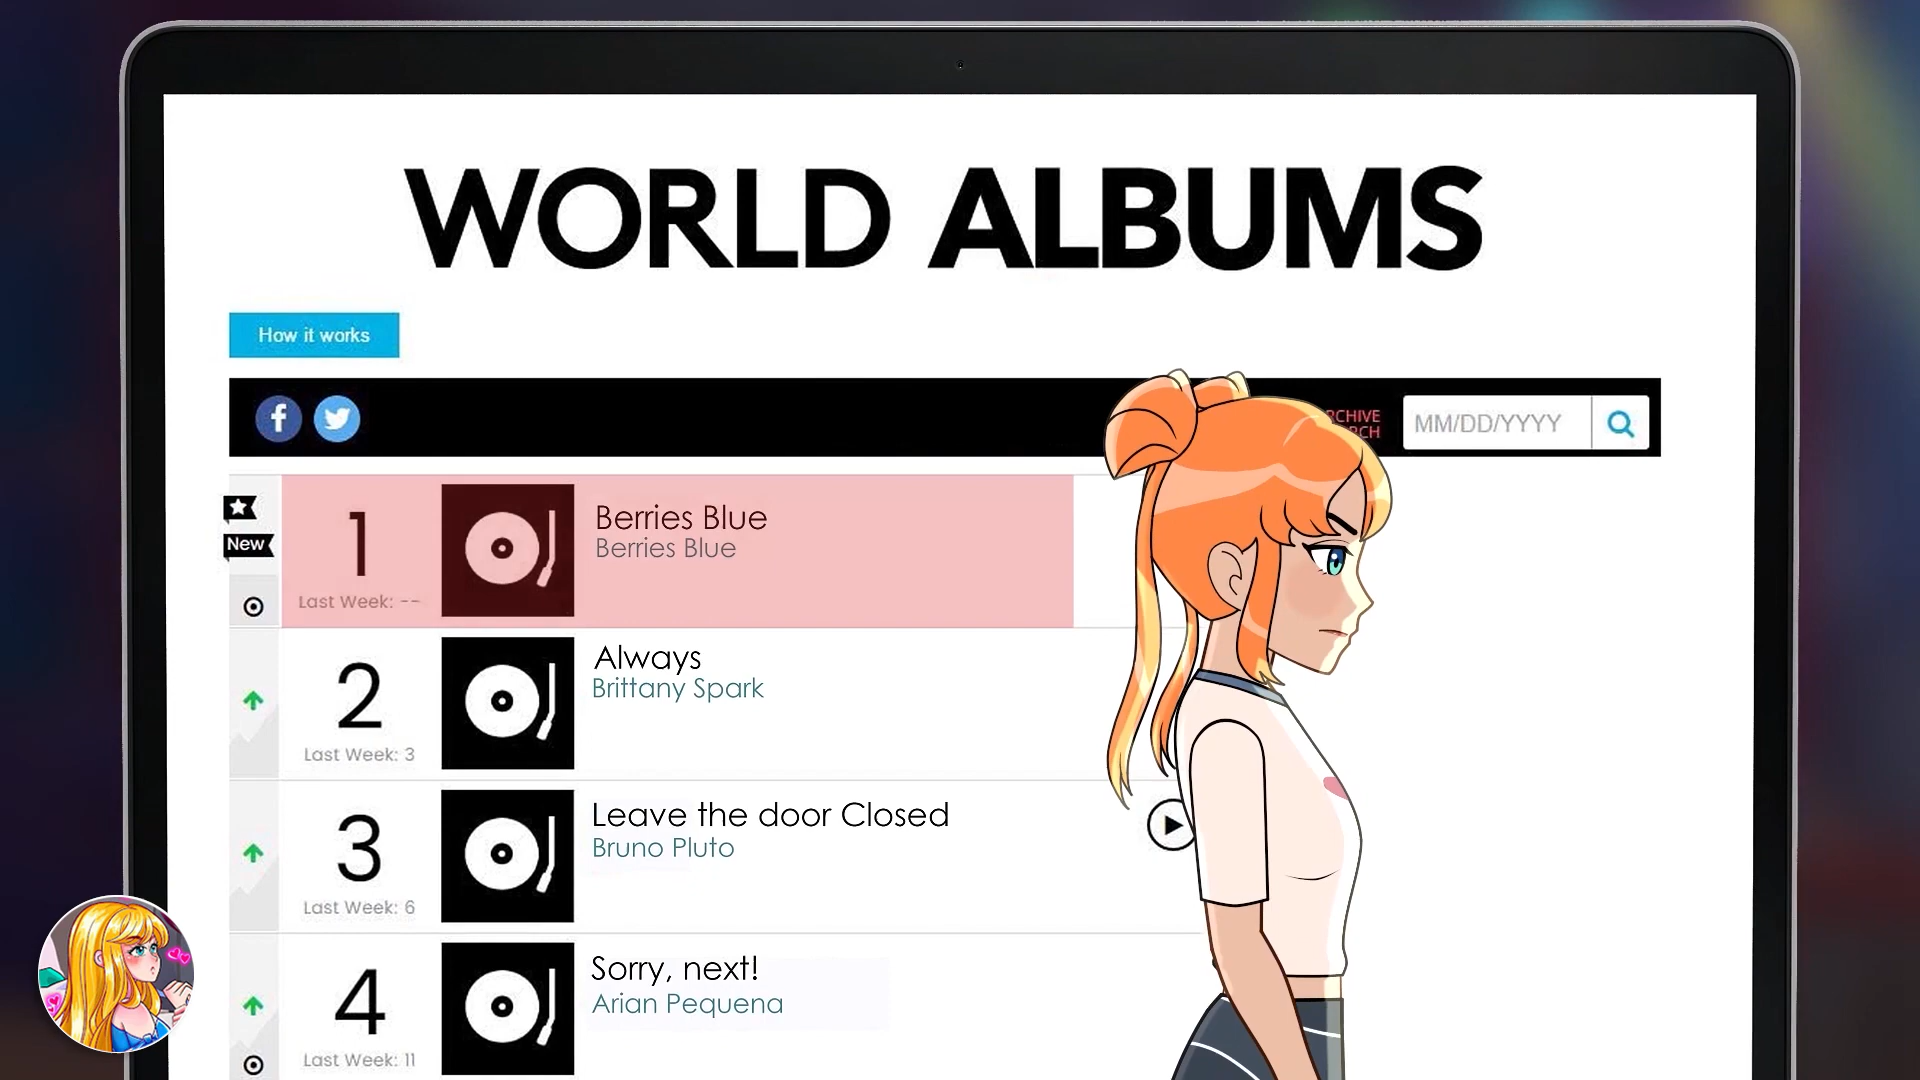 WORLD ALBUMS
How it works
MM/DD/YYYY
New
1
Berries Blue
Berries Blue
Last Week: --
2
Always
Brittany Spark
Last Week: 3
3
Leave the door Closed
Bruno Pluto
Last Week: 6
4
Sorry, next!
Arian Pequena
Last Week: 11